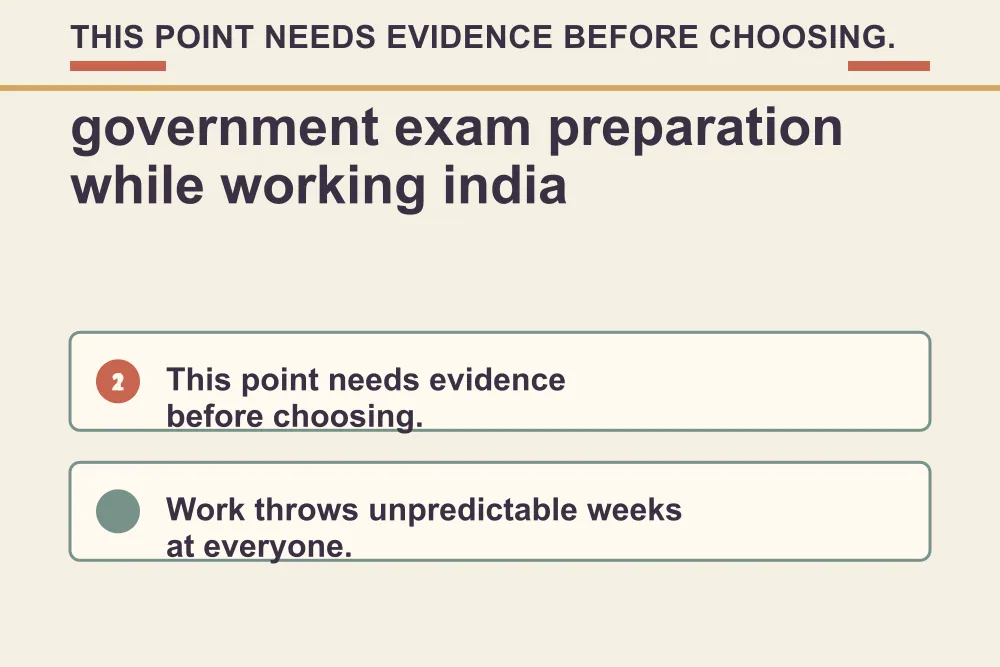 THIS POINT NEEDS EVIDENCE BEFORE CHOOSING.
government exam preparation
while working india
2
This point needs evidence
before choosing.
Work throws unpredictable weeks
at everyone.